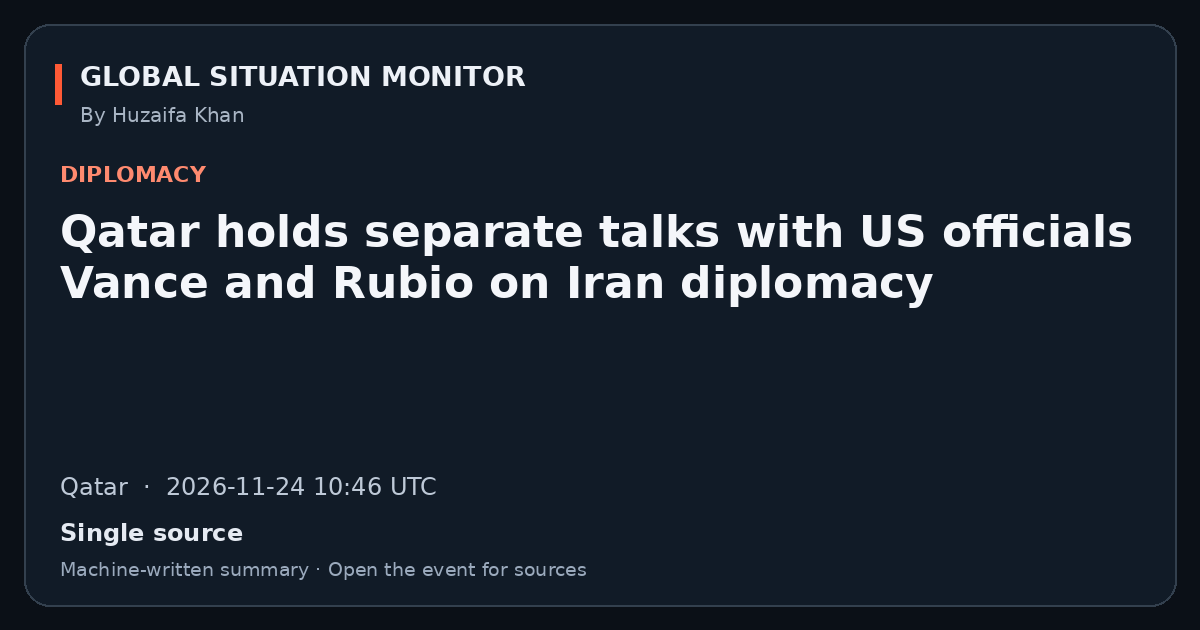 GLOBAL SITUATION MONITOR
By Huzaifa Khan
DIPLOMACY
Qatar holds separate talks with US officials
Vance and Rubio on Iran diplomacy
Qatar · 2026-11-24 10:46 UTC
Single source
Machine-written summary · Open the event for sources